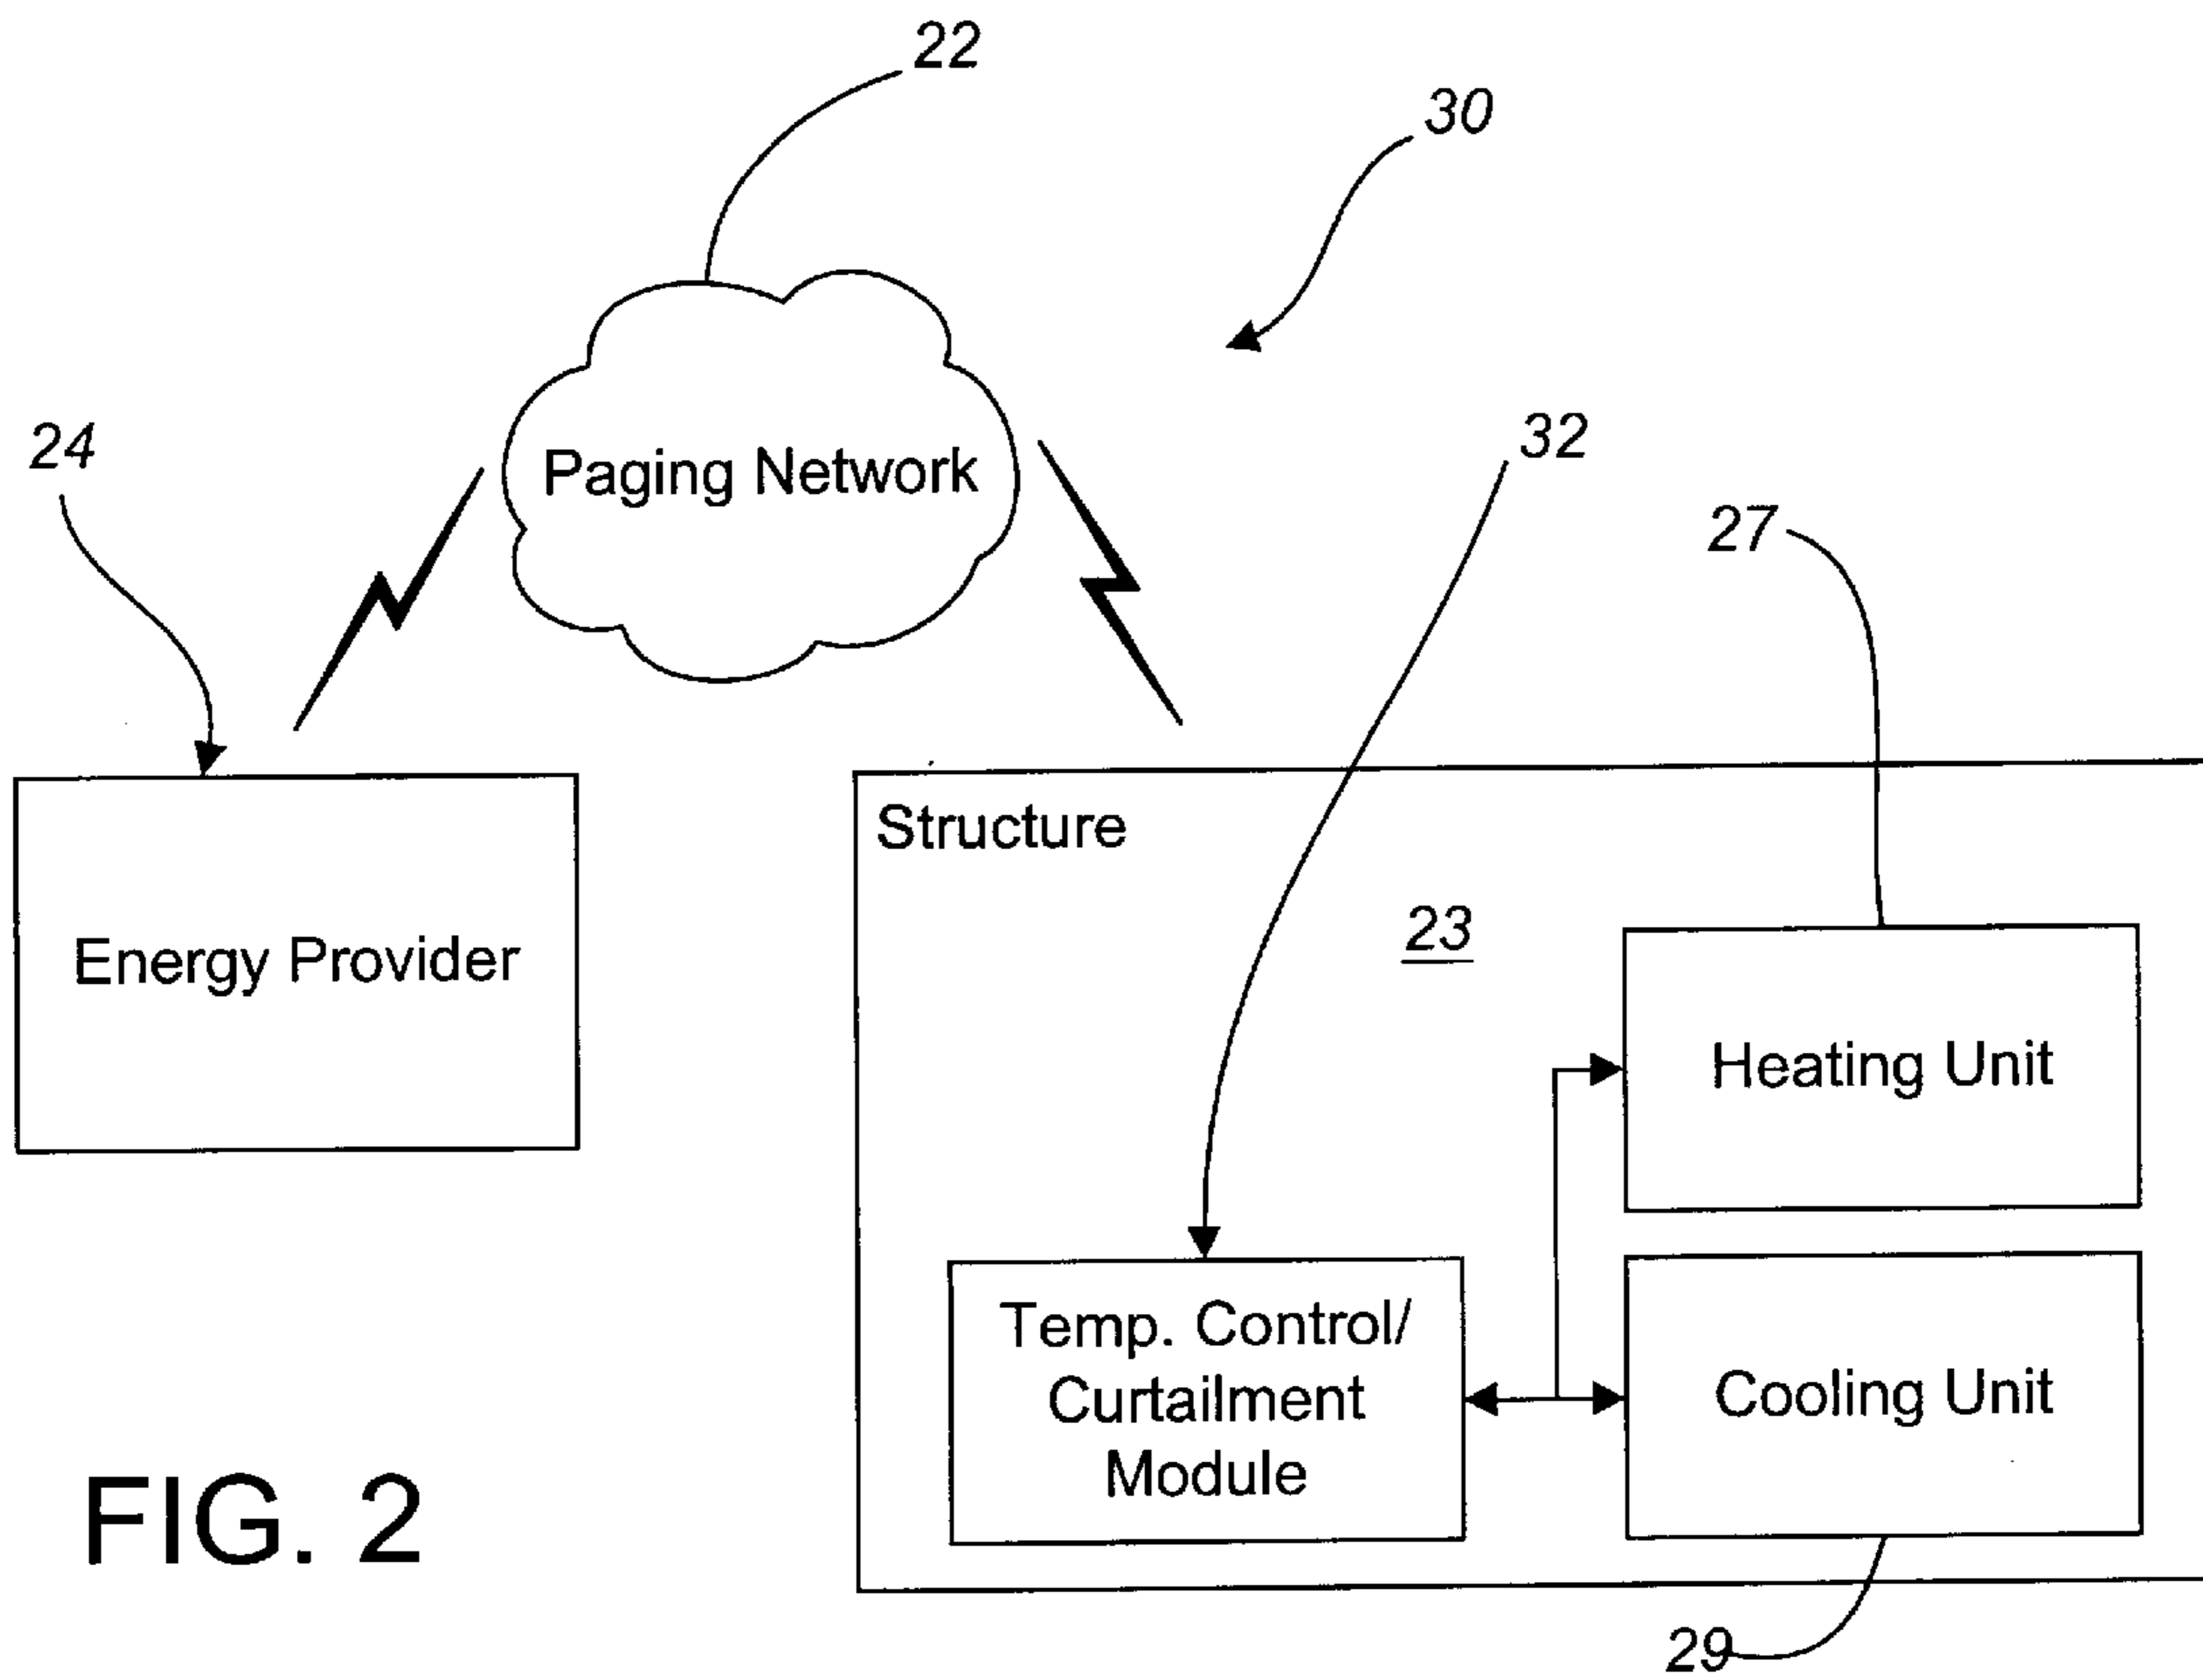 22
30
24
32
Paging Network
27
Structure
23
Energy Provider
Heating Unit
Temp. Control/
Curtailment
Module
Cooling Unit
FIG. 2
29